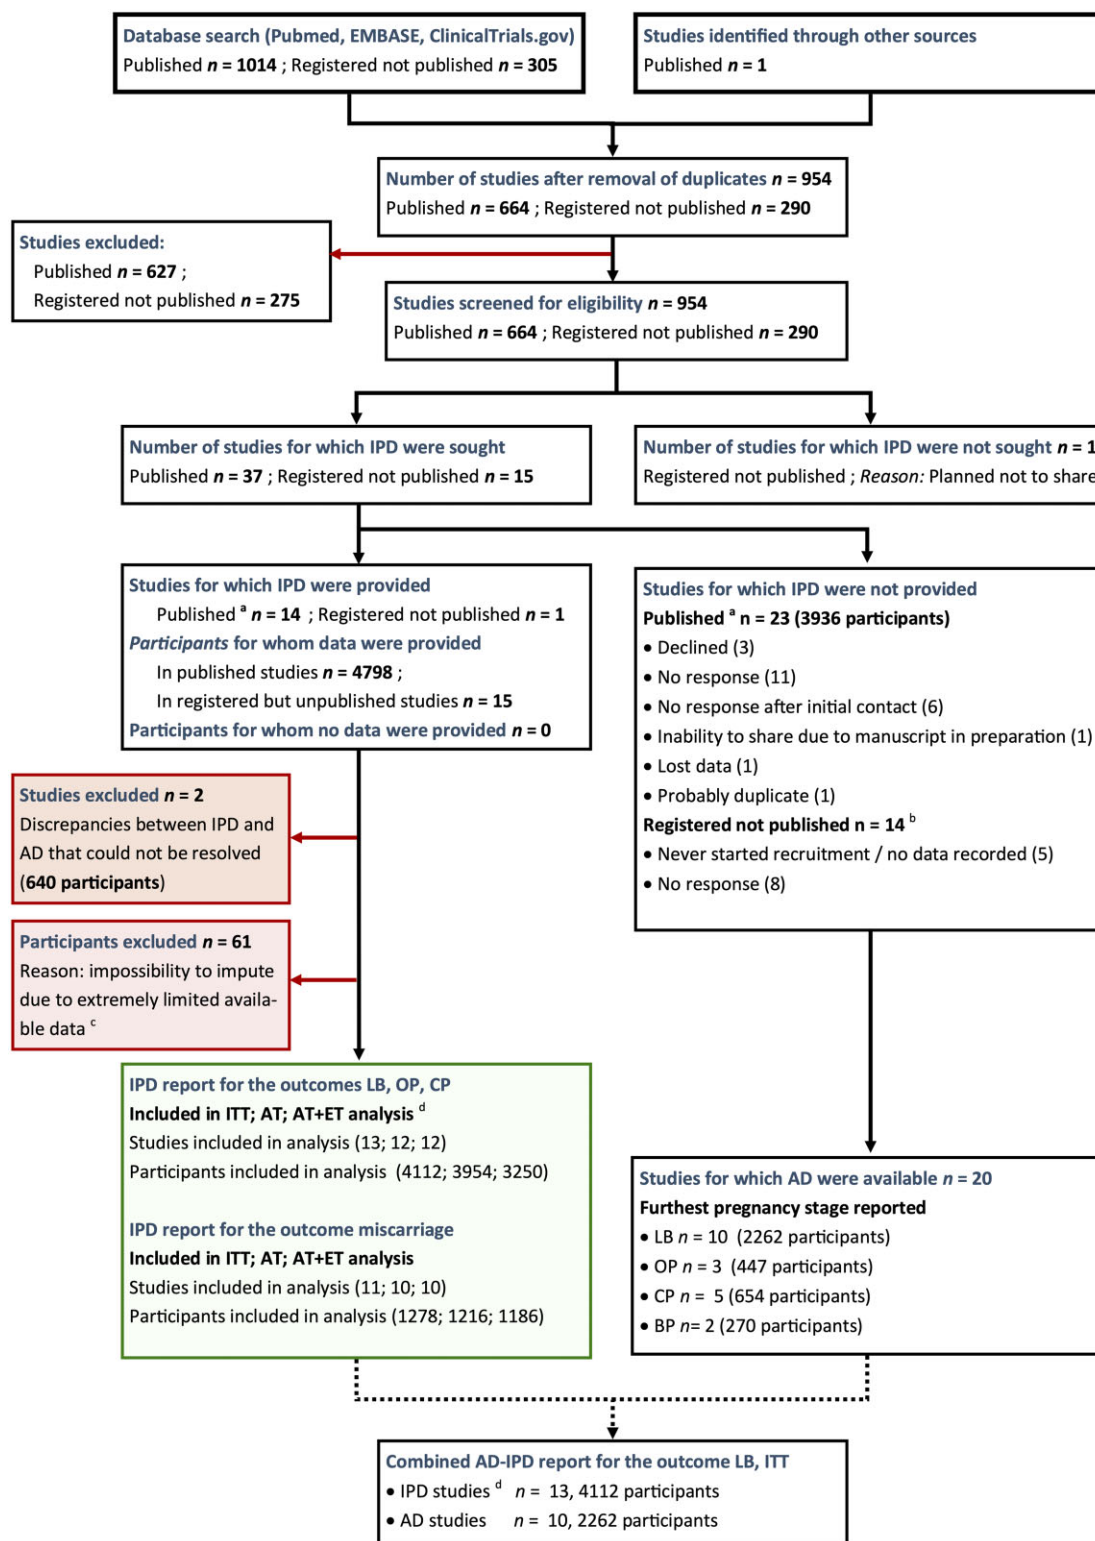 Database search (Pubmed, EMBASE, ClinicalTrials.gov)
Published n = 1014 ; Registered not published n = 305
Studies identified through other sources
Published n = 1
Number of studies after removal of duplicates n = 954
Published n = 664 ; Registered not published n = 290
Studies excluded:
Published n = 627 ;
Registered not published n = 275
Studies screened for eligibility n = 954
Published n = 664 ; Registered not published n = 290
Number of studies for which IPD were sought
Published n = 37 ; Registered not published n = 15
Number of studies for which IPD were not sought n = 1
Registered not published ; Reason: Planned not to share
Studies for which IPD were provided
Published a n = 14 ; Registered not published n = 1
Participants for whom data were provided
In published studies n = 4798 ;
In registered but unpublished studies n = 15
Participants for whom no data were provided n = 0
Studies for which IPD were not provided
Published a n = 23 (3936 participants)
• Declined (3)
• No response (11)
• No response after initial contact (6)
• Inability to share due to manuscript in preparation (1)
• Lost data (1)
• Probably duplicate (1)
Registered not published n = 14 b
• Never started recruitment / no data recorded (5)
• No response (8)
Studies excluded n = 2
Discrepancies between IPD and
AD that could not be resolved
(640 participants)
Participants excluded n = 61
Reason: impossibility to impute
due to extremely limited availa-
ble data c
IPD report for the outcomes LB, OP, CP
Included in ITT; AT; AT+ET analysis d
Studies included in analysis (13; 12; 12)
Participants included in analysis (4112; 3954; 3250)
IPD report for the outcome miscarriage
Included in ITT; AT; AT+ET analysis
Studies included in analysis (11; 10; 10)
Participants included in analysis (1278; 1216; 1186)
Studies for which AD were available n = 20
Furthest pregnancy stage reported
• LB n = 10 (2262 participants)
• OP n = 3 (447 participants)
• CP n = 5 (654 participants)
• BP n= 2 (270 participants)
Combined AD-IPD report for the outcome LB, ITT
• IPD studies d n = 13, 4112 participants
• AD studies n = 10, 2262 participants